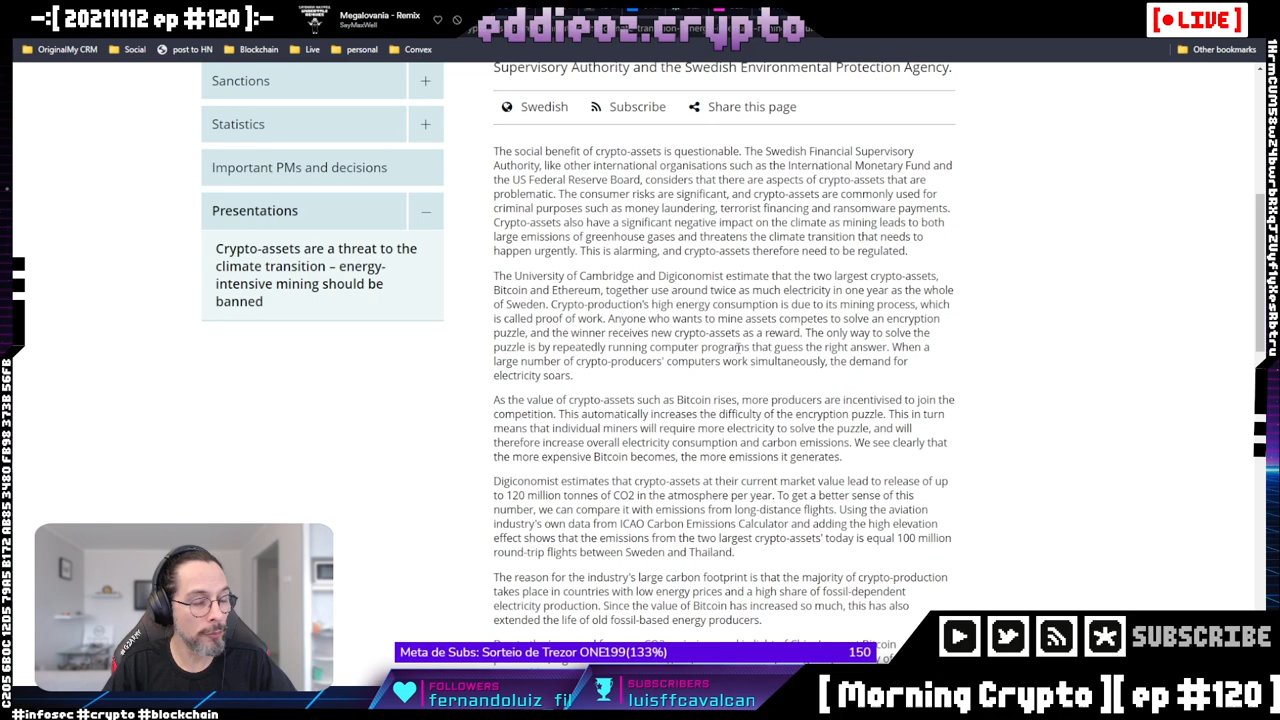 -:[ 20211112 ep #120 ]:-
Megalovania - Remix
SayMaxWell
eddieoz.crypto
[●LIVE]
OriginalMy CRM
Social
post to HN
Blockchain
Live
personal
Convex
Other bookmarks
Sanctions
Statistics
Important PMs and decisions
Presentations
Crypto-assets are a threat to the
climate transition – energy-
intensive mining should be
banned
Supervisory Authority and the Swedish Environmental Protection Agency.
Swedish
Subscribe
Share this page
The social benefit of crypto-assets is questionable. The Swedish Financial Supervisory
Authority, like other international organisations such as the International Monetary Fund and
the US Federal Reserve Board, considers that there are aspects of crypto-assets that are
problematic. The consumer risks are significant, and crypto-assets are commonly used for
criminal purposes such as money laundering, terrorist financing and ransomware payments.
Crypto-assets also have a significant negative impact on the climate as mining leads to both
large emissions of greenhouse gases and threatens the climate transition that needs to
happen urgently. This is alarming, and crypto-assets therefore need to be regulated.
The University of Cambridge and Digiconomist estimate that the two largest crypto-assets,
Bitcoin and Ethereum, together use around twice as much electricity in one year as the whole
of Sweden. Crypto-production's high energy consumption is due to its mining process, which
is called proof of work. Anyone who wants to mine assets competes to solve an encryption
puzzle, and the winner receives new crypto-assets as a reward. The only way to solve the
puzzle is by repeatedly running computer programs that guess the right answer. When a
large number of crypto-producers' computers work simultaneously, the demand for
electricity soars.
As the value of crypto-assets such as Bitcoin rises, more producers are incentivised to join the
competition. This automatically increases the difficulty of the encryption puzzle. This in turn
means that individual miners will require more electricity to solve the puzzle, and will
therefore increase overall electricity consumption and carbon emissions. We see clearly that
the more expensive Bitcoin becomes, the more emissions it generates.
Digiconomist estimates that crypto-assets at their current market value lead to release of up
to 120 million tonnes of CO2 in the atmosphere per year. To get a better sense of this
number, we can compare it with emissions from long-distance flights. Using the aviation
industry's own data from ICAO Carbon Emissions Calculator and adding the high elevation
effect shows that the emissions from the two largest crypto-assets' today is equal 100 million
round-trip flights between Sweden and Thailand.
The reason for the industry's large carbon footprint is that the majority of crypto-production
takes place in countries with low energy prices and a high share of fossil-dependent
electricity production. Since the value of Bitcoin has increased so much, this has also
extended the life of old fossil-based energy producers.
Meta de Subs: Sorteio de Trezor ONE199(133%) 150
FOLLOWERS
fernandoluiz_fil
SUBSCRIBERS
luisffcavalcan
SUBSCRIBE
[ Morning Crypto ][ ep #120 ]
#infosec #crypto #blockchain